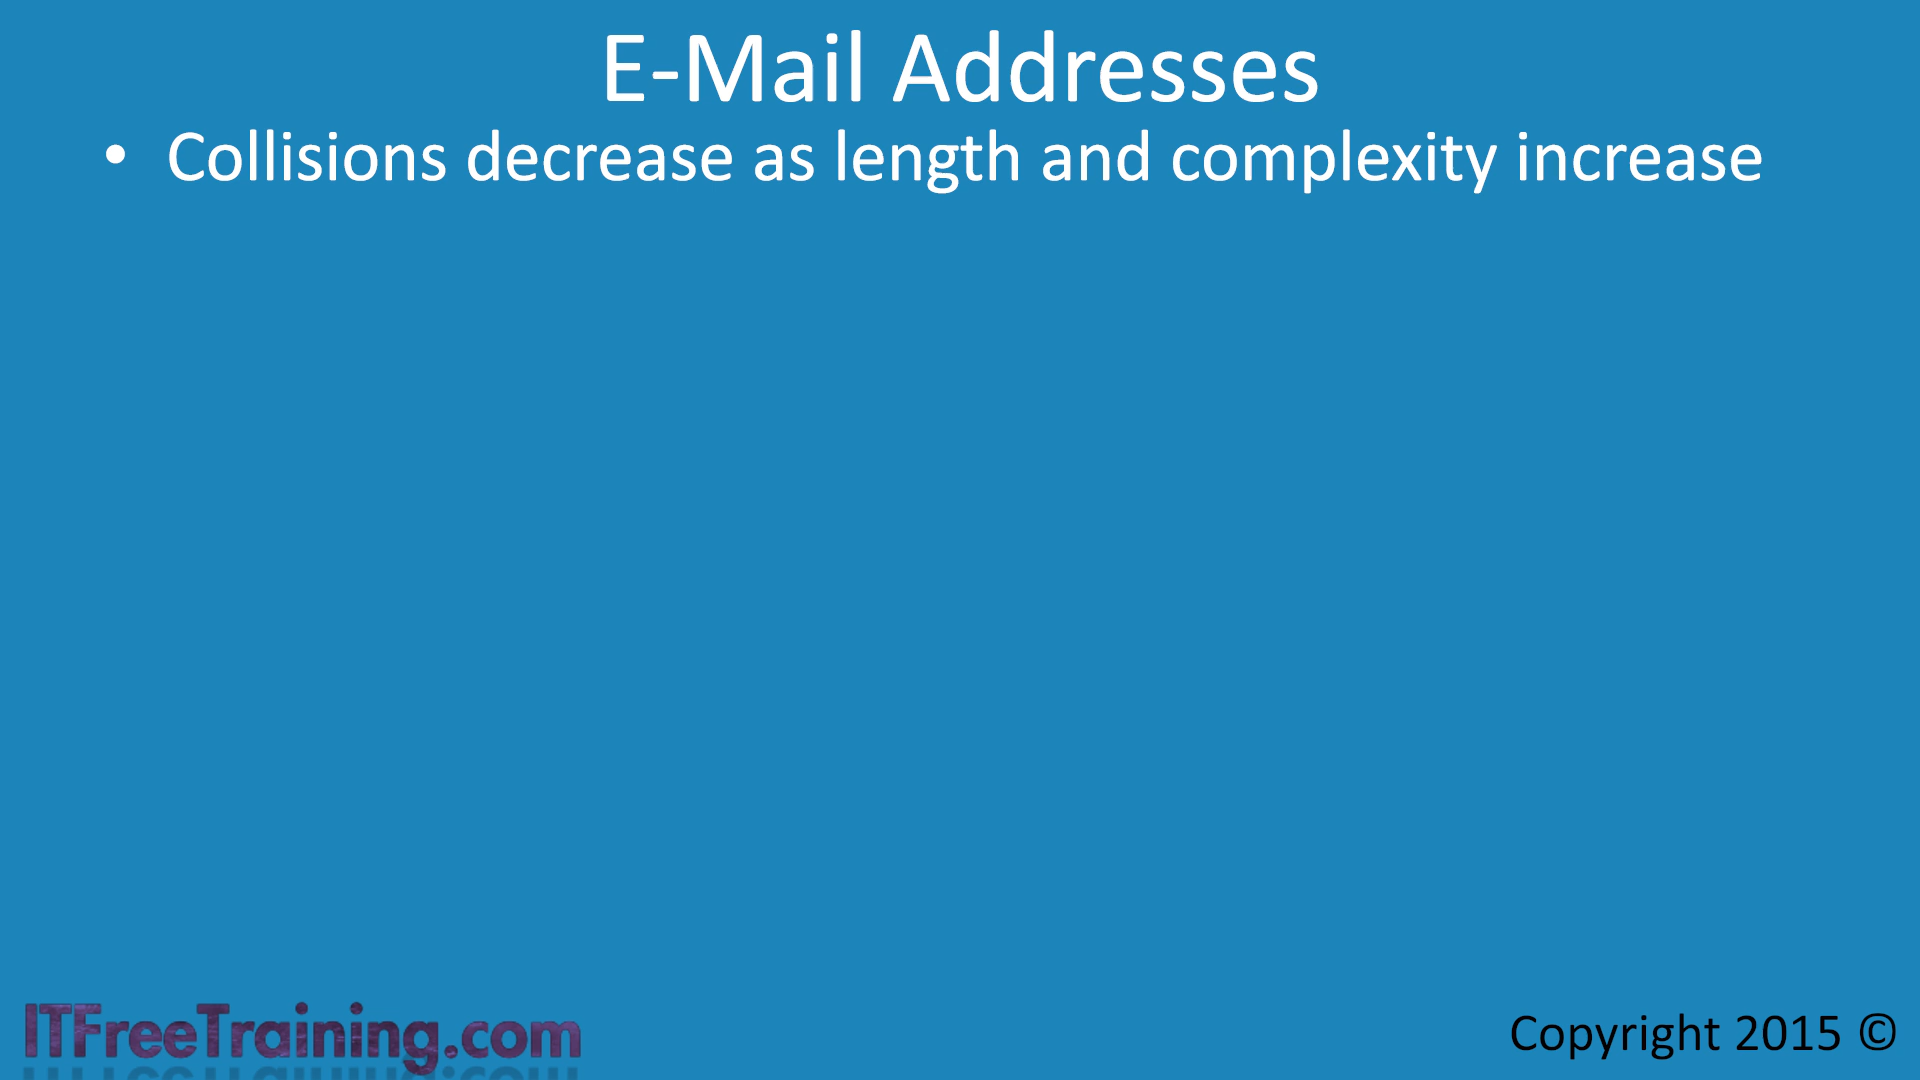 E-Mail Addresses
• Collisions decrease as length and complexity increase
ITFreeTraining.com
Copyright 2015 ©